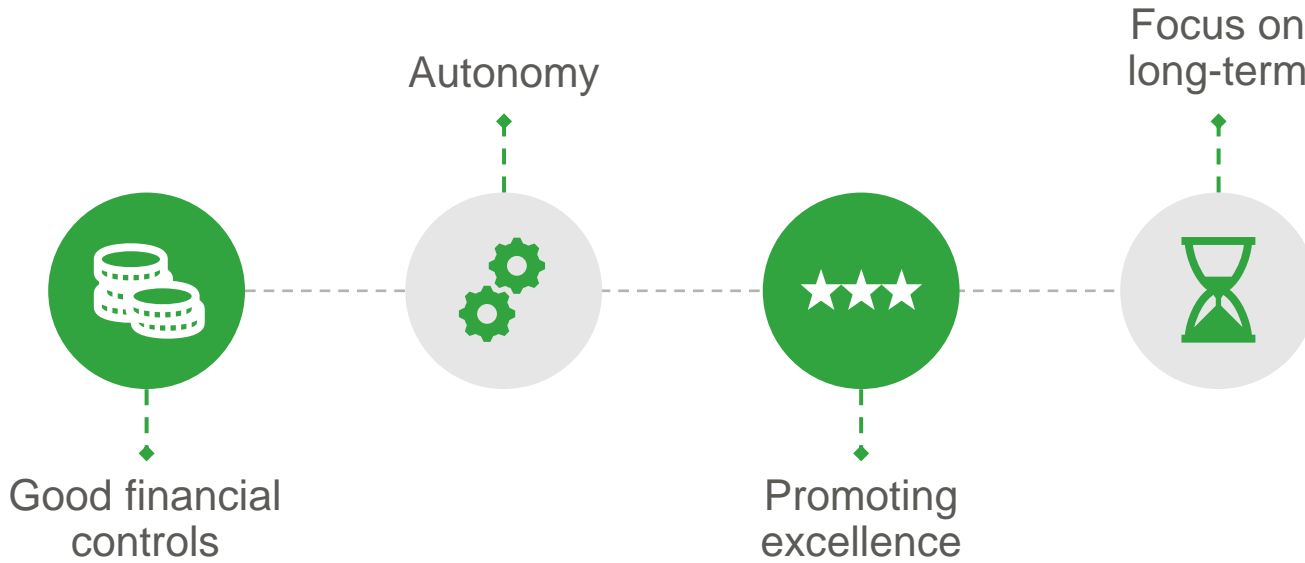 Good financial
controls
Autonomy
Promoting
excellence
Focus on
long-term